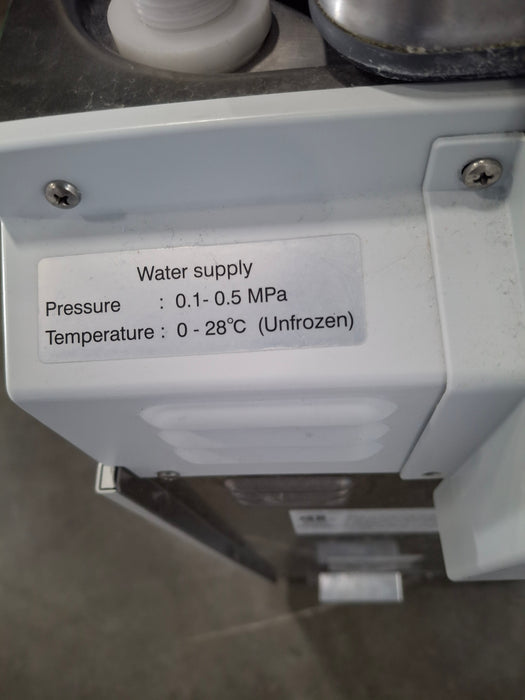 Water supply
Pressure : 0.1- 0.5 MPa
Temperature : 0 - 28°C (Unfrozen)